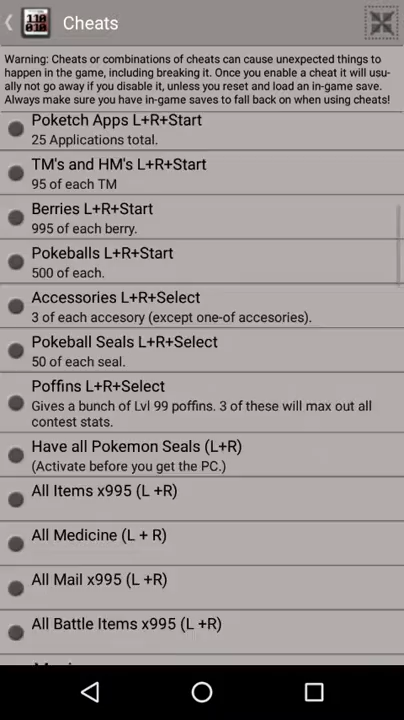 Cheats
Warning: Cheats or combinations of cheats can cause unexpected things to
happen in the game, including breaking it. Once you enable a cheat it will usu-
ally not go away if you disable it, unless you reset and load an in-game save.
Always make sure you have in-game saves to fall back on when using cheats!
Poketch Apps L+R+Start
25 Applications total.
TM's and HM's L+R+Start
95 of each TM
Berries L+R+Start
995 of each berry.
Pokeballs L+R+Start
500 of each.
Accessories L+R+Select
3 of each accesory (except one-of accesories).
Pokeball Seals L+R+Select
50 of each seal.
Poffins L+R+Select
Gives a bunch of Lvl 99 poffins. 3 of these will max out all
contest stats.
Have all Pokemon Seals (L+R)
(Activate before you get the PC.)
All Items x995 (L +R)
All Medicine (L + R)
All Mail x995 (L +R)
All Battle Items x995 (L +R)